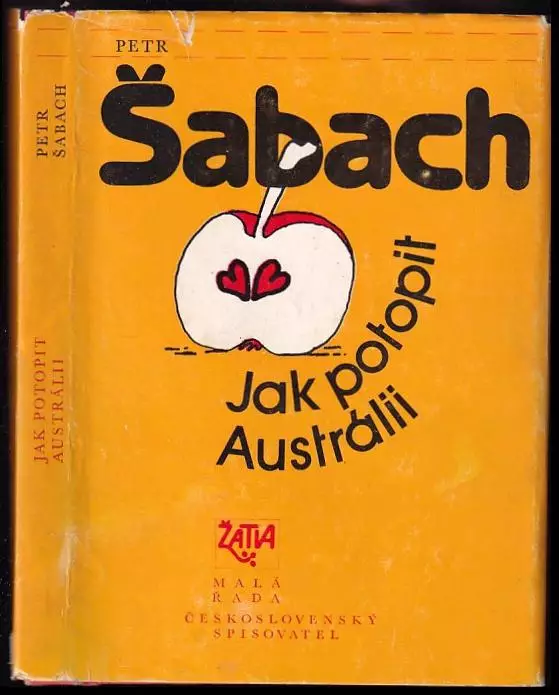 PETR
Šabach
Jak potopit
Austrálii
ŽATVA
MALÁ
ŘADA
ČESKOSLOVENSKÝ
SPISOVATEL
PETR
ŠABACH
JAK POTOPIT
AUSTRÁLII